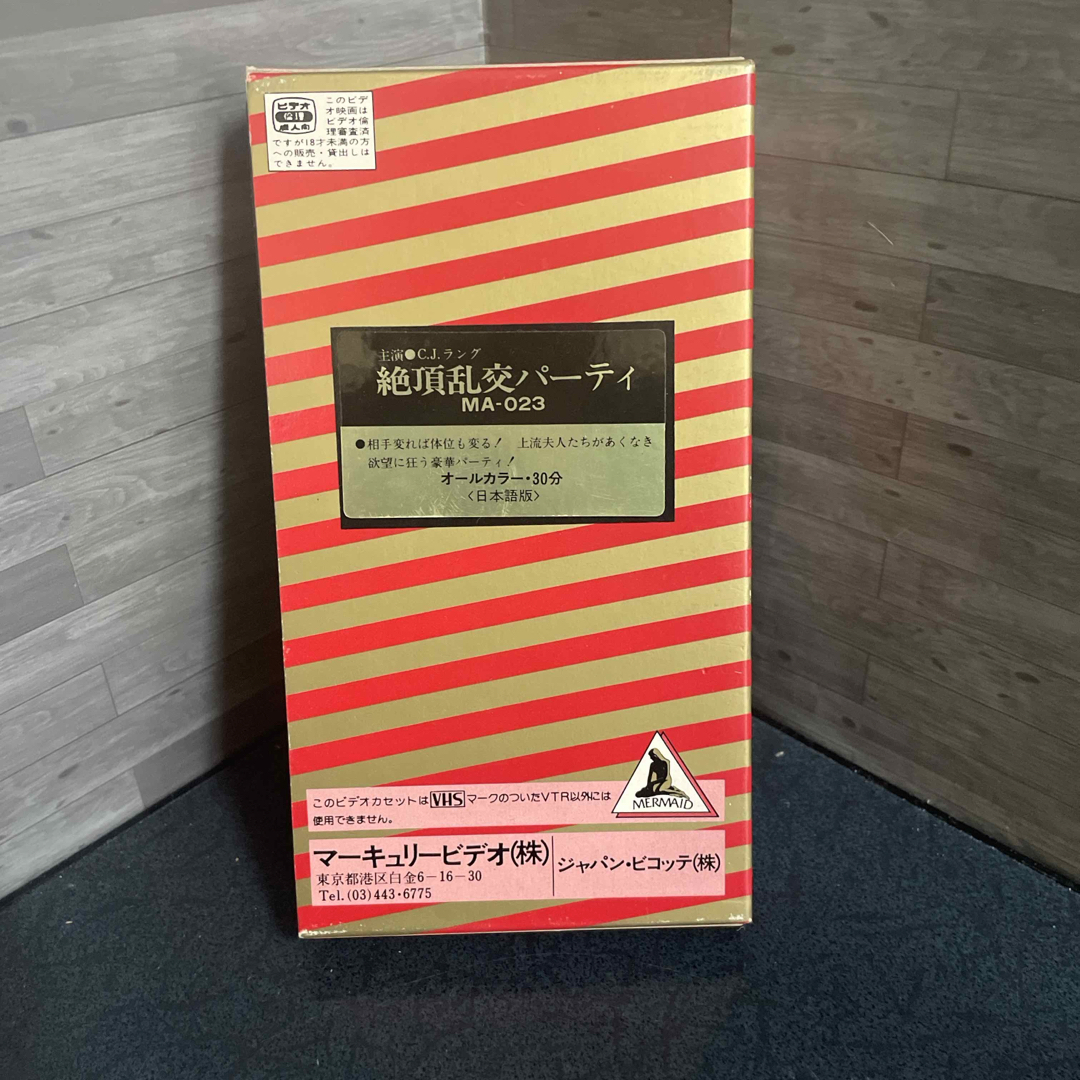 ビデオ
倫理
成人向
このビデ
オ映画は
ビデオ倫
理審査済
ですが18才未満の方
への販売・貸出しは
できません。
主演●C.J.ラング
絶頂乱交パーティ
MA-023
●相手変れば体位も変る! 上流夫人たちがあくなき
欲望に狂う豪華パーティ!
オールカラー・30分
〈日本語版〉
MERMAID
このビデオカセットはVHSマークのついたVTR以外には
使用できません。
マーキュリービデオ(株)
東京都港区白金6-16-30
Tel.(03)443・6775
ジャパン・ビコッテ(株)